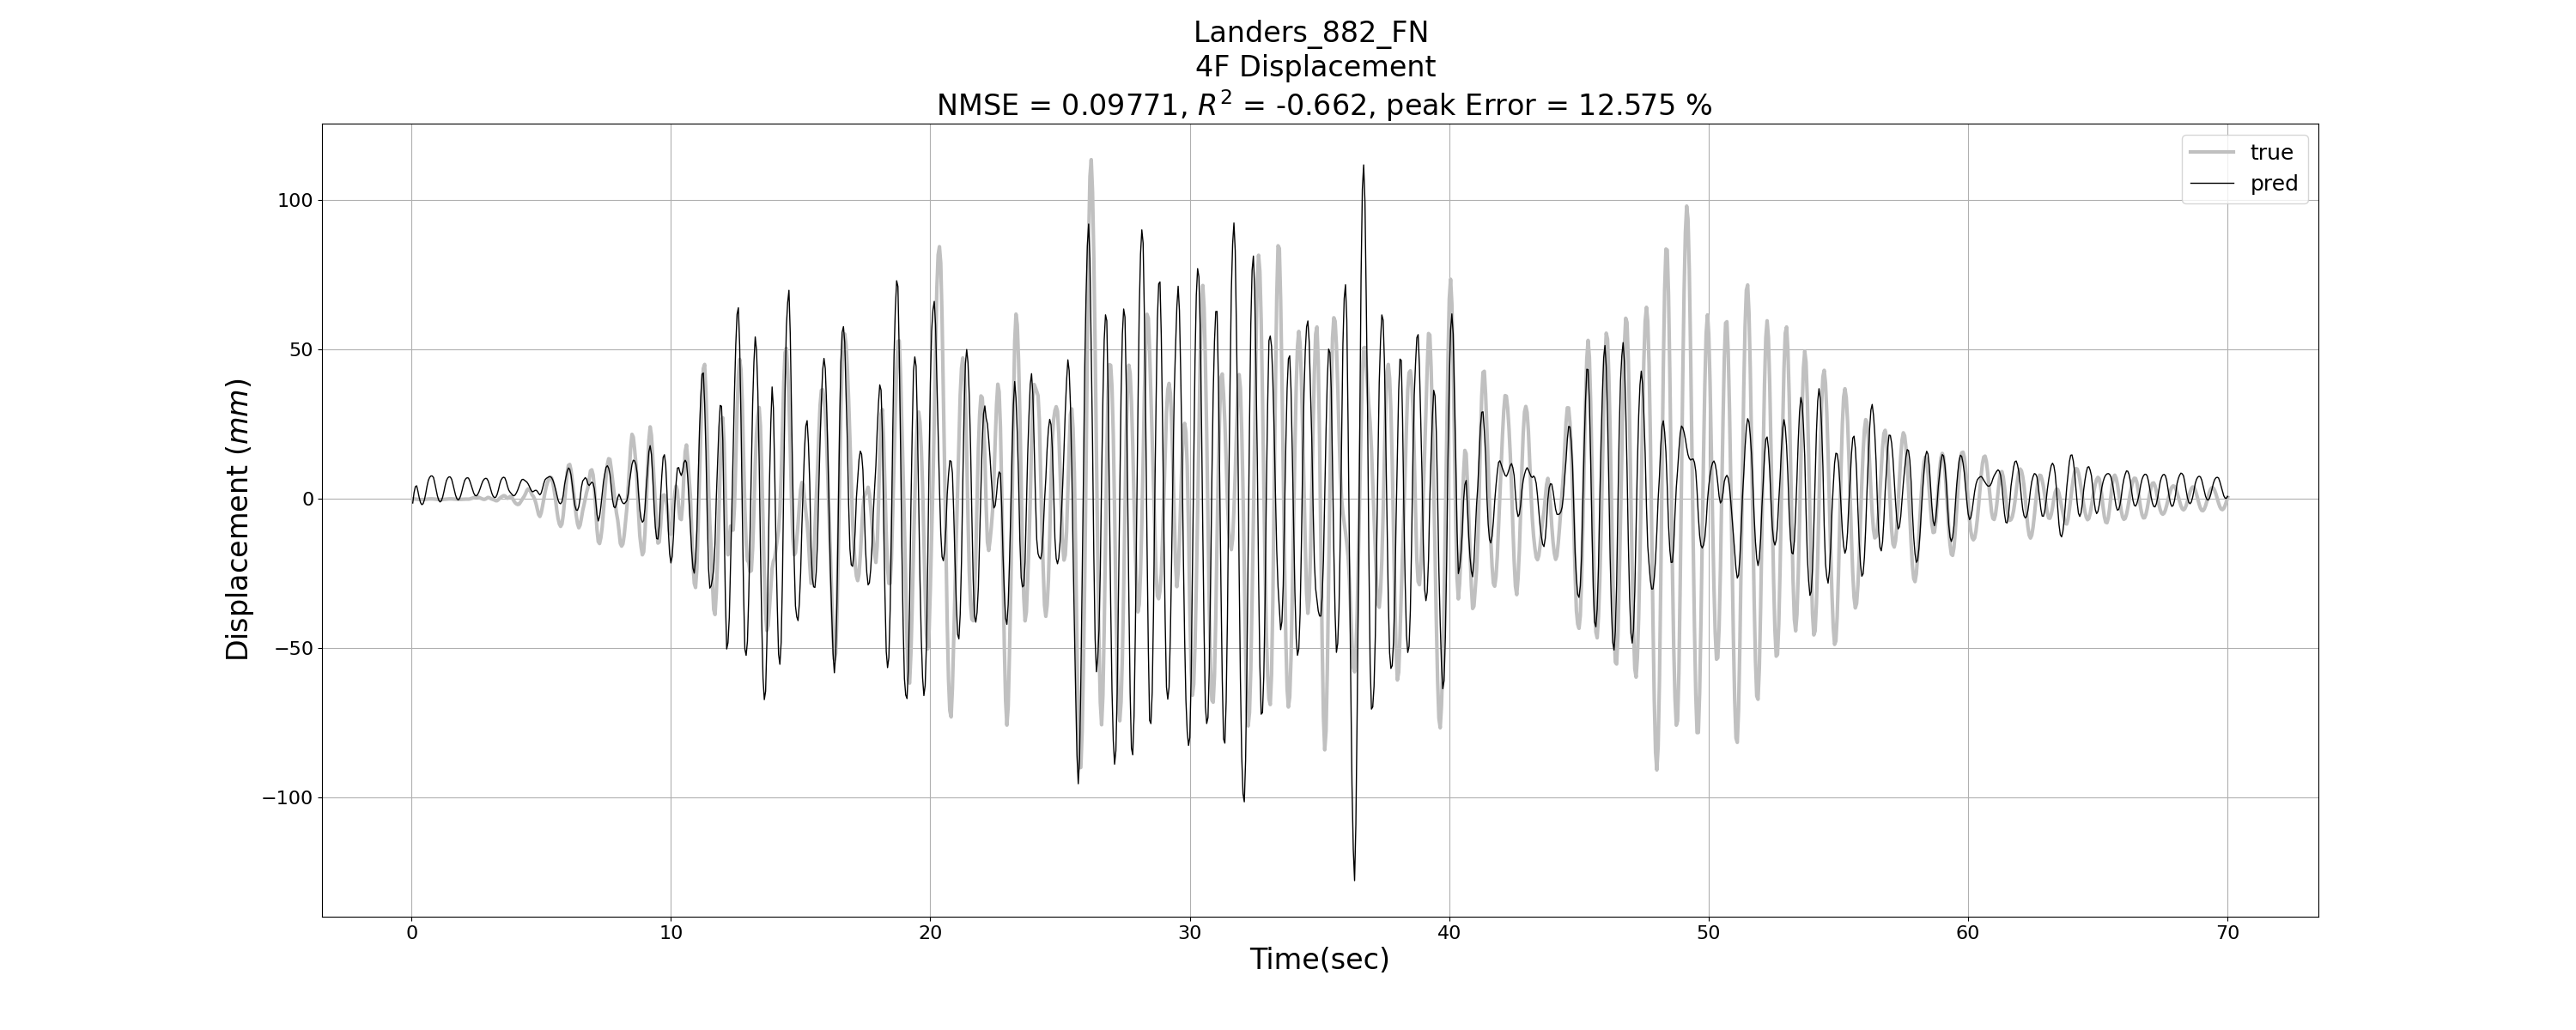 Landers_882_FN
4F Displacement
NMSE = 0.09771, R² = -0.662, peak Error = 12.575 %
true
pred
Displacement (mm)
100
50
0
−50
−100
0 10 20 30 40 50 60 70
Time(sec)